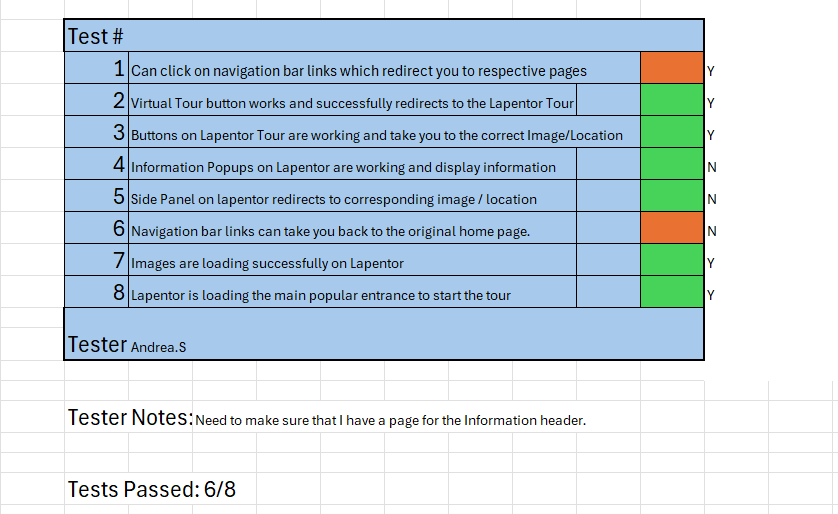 Test #
1 Can click on navigation bar links which redirect you to respective pages Y
2 Virtual Tour button works and successfully redirects to the Lapentor Tour Y
3 Buttons on Lapentor Tour are working and take you to the correct Image/Location Y
4 Information Popups on Lapentor are working and display information N
5 Side Panel on lapentor redirects to corresponding image / location N
6 Navigation bar links can take you back to the original home page. N
7 Images are loading successfully on Lapentor Y
8 Lapentor is loading the main popular entrance to start the tour Y
Tester Andrea.S
Tester Notes: Need to make sure that I have a page for the Information header.
Tests Passed: 6/8